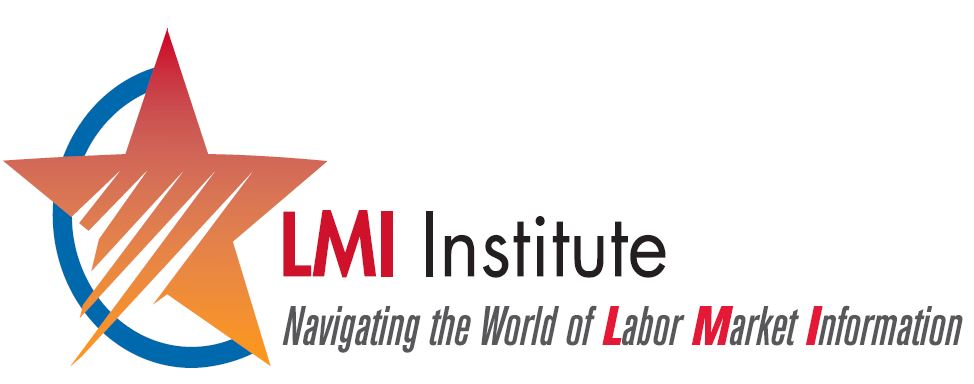 LMI Institute
Navigating the World of Labor Market Information